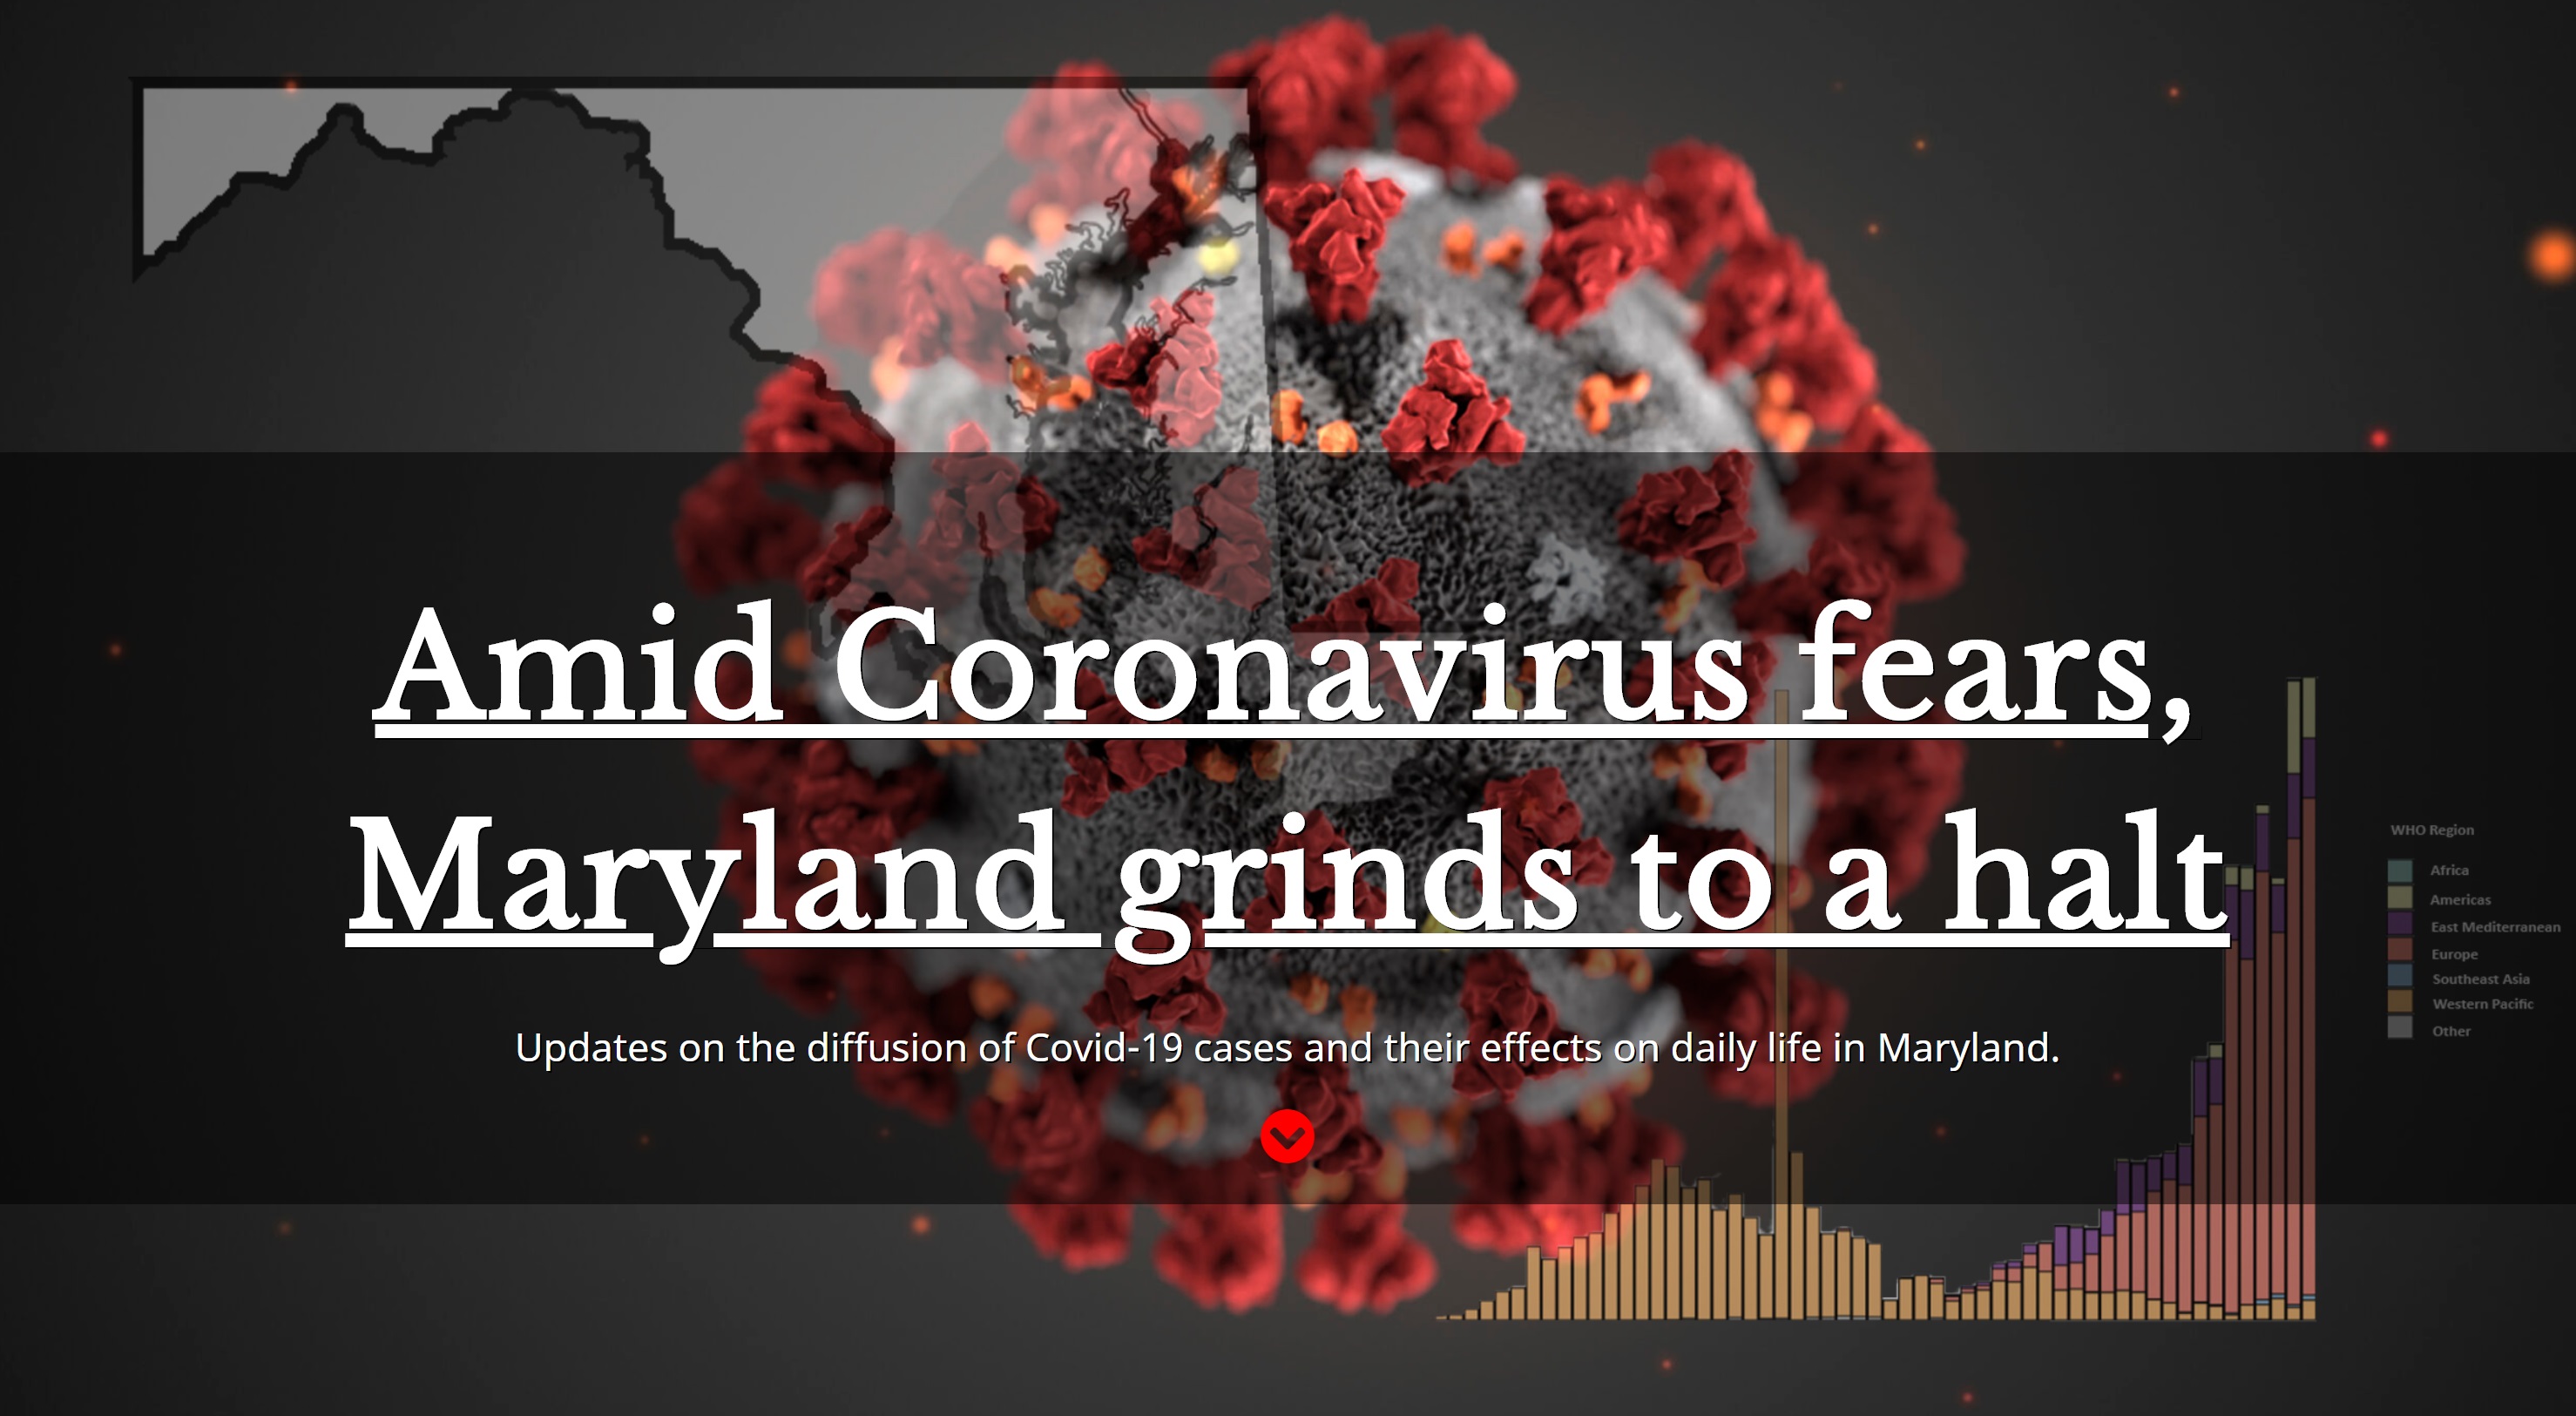 Amid Coronavirus fears,
Maryland grinds to a halt
Updates on the diffusion of Covid-19 cases and their effects on daily life in Maryland.
WHO Region
Africa
Americas
East Mediterranean
Europe
Southeast Asia
Western Pacific
Other